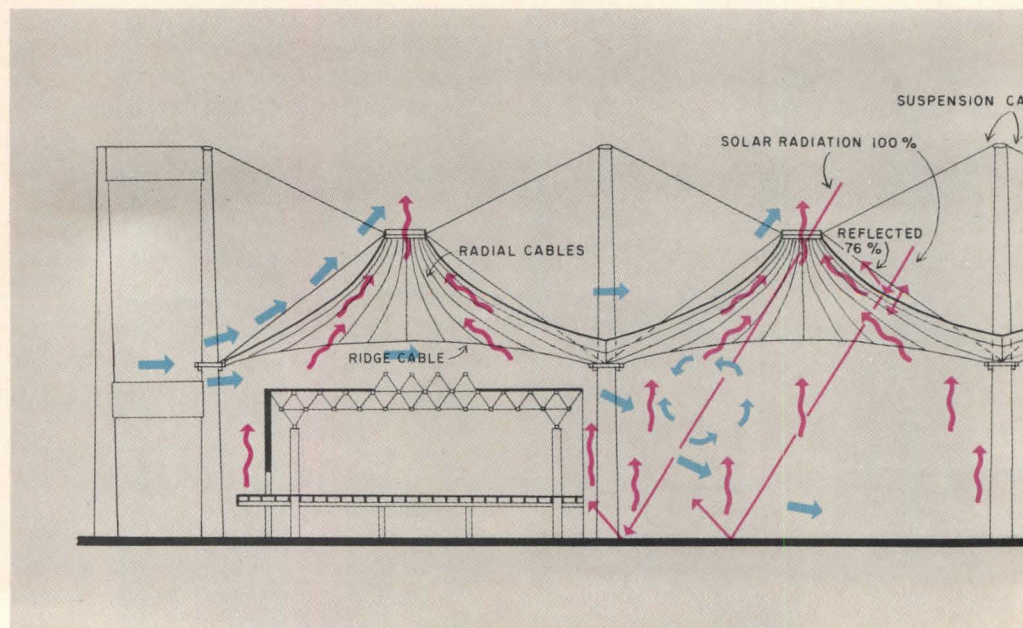 SUSPENSION CA
SOLAR RADIATION 100%
REFLECTED
76%
RADIAL CABLES
RIDGE CABLE